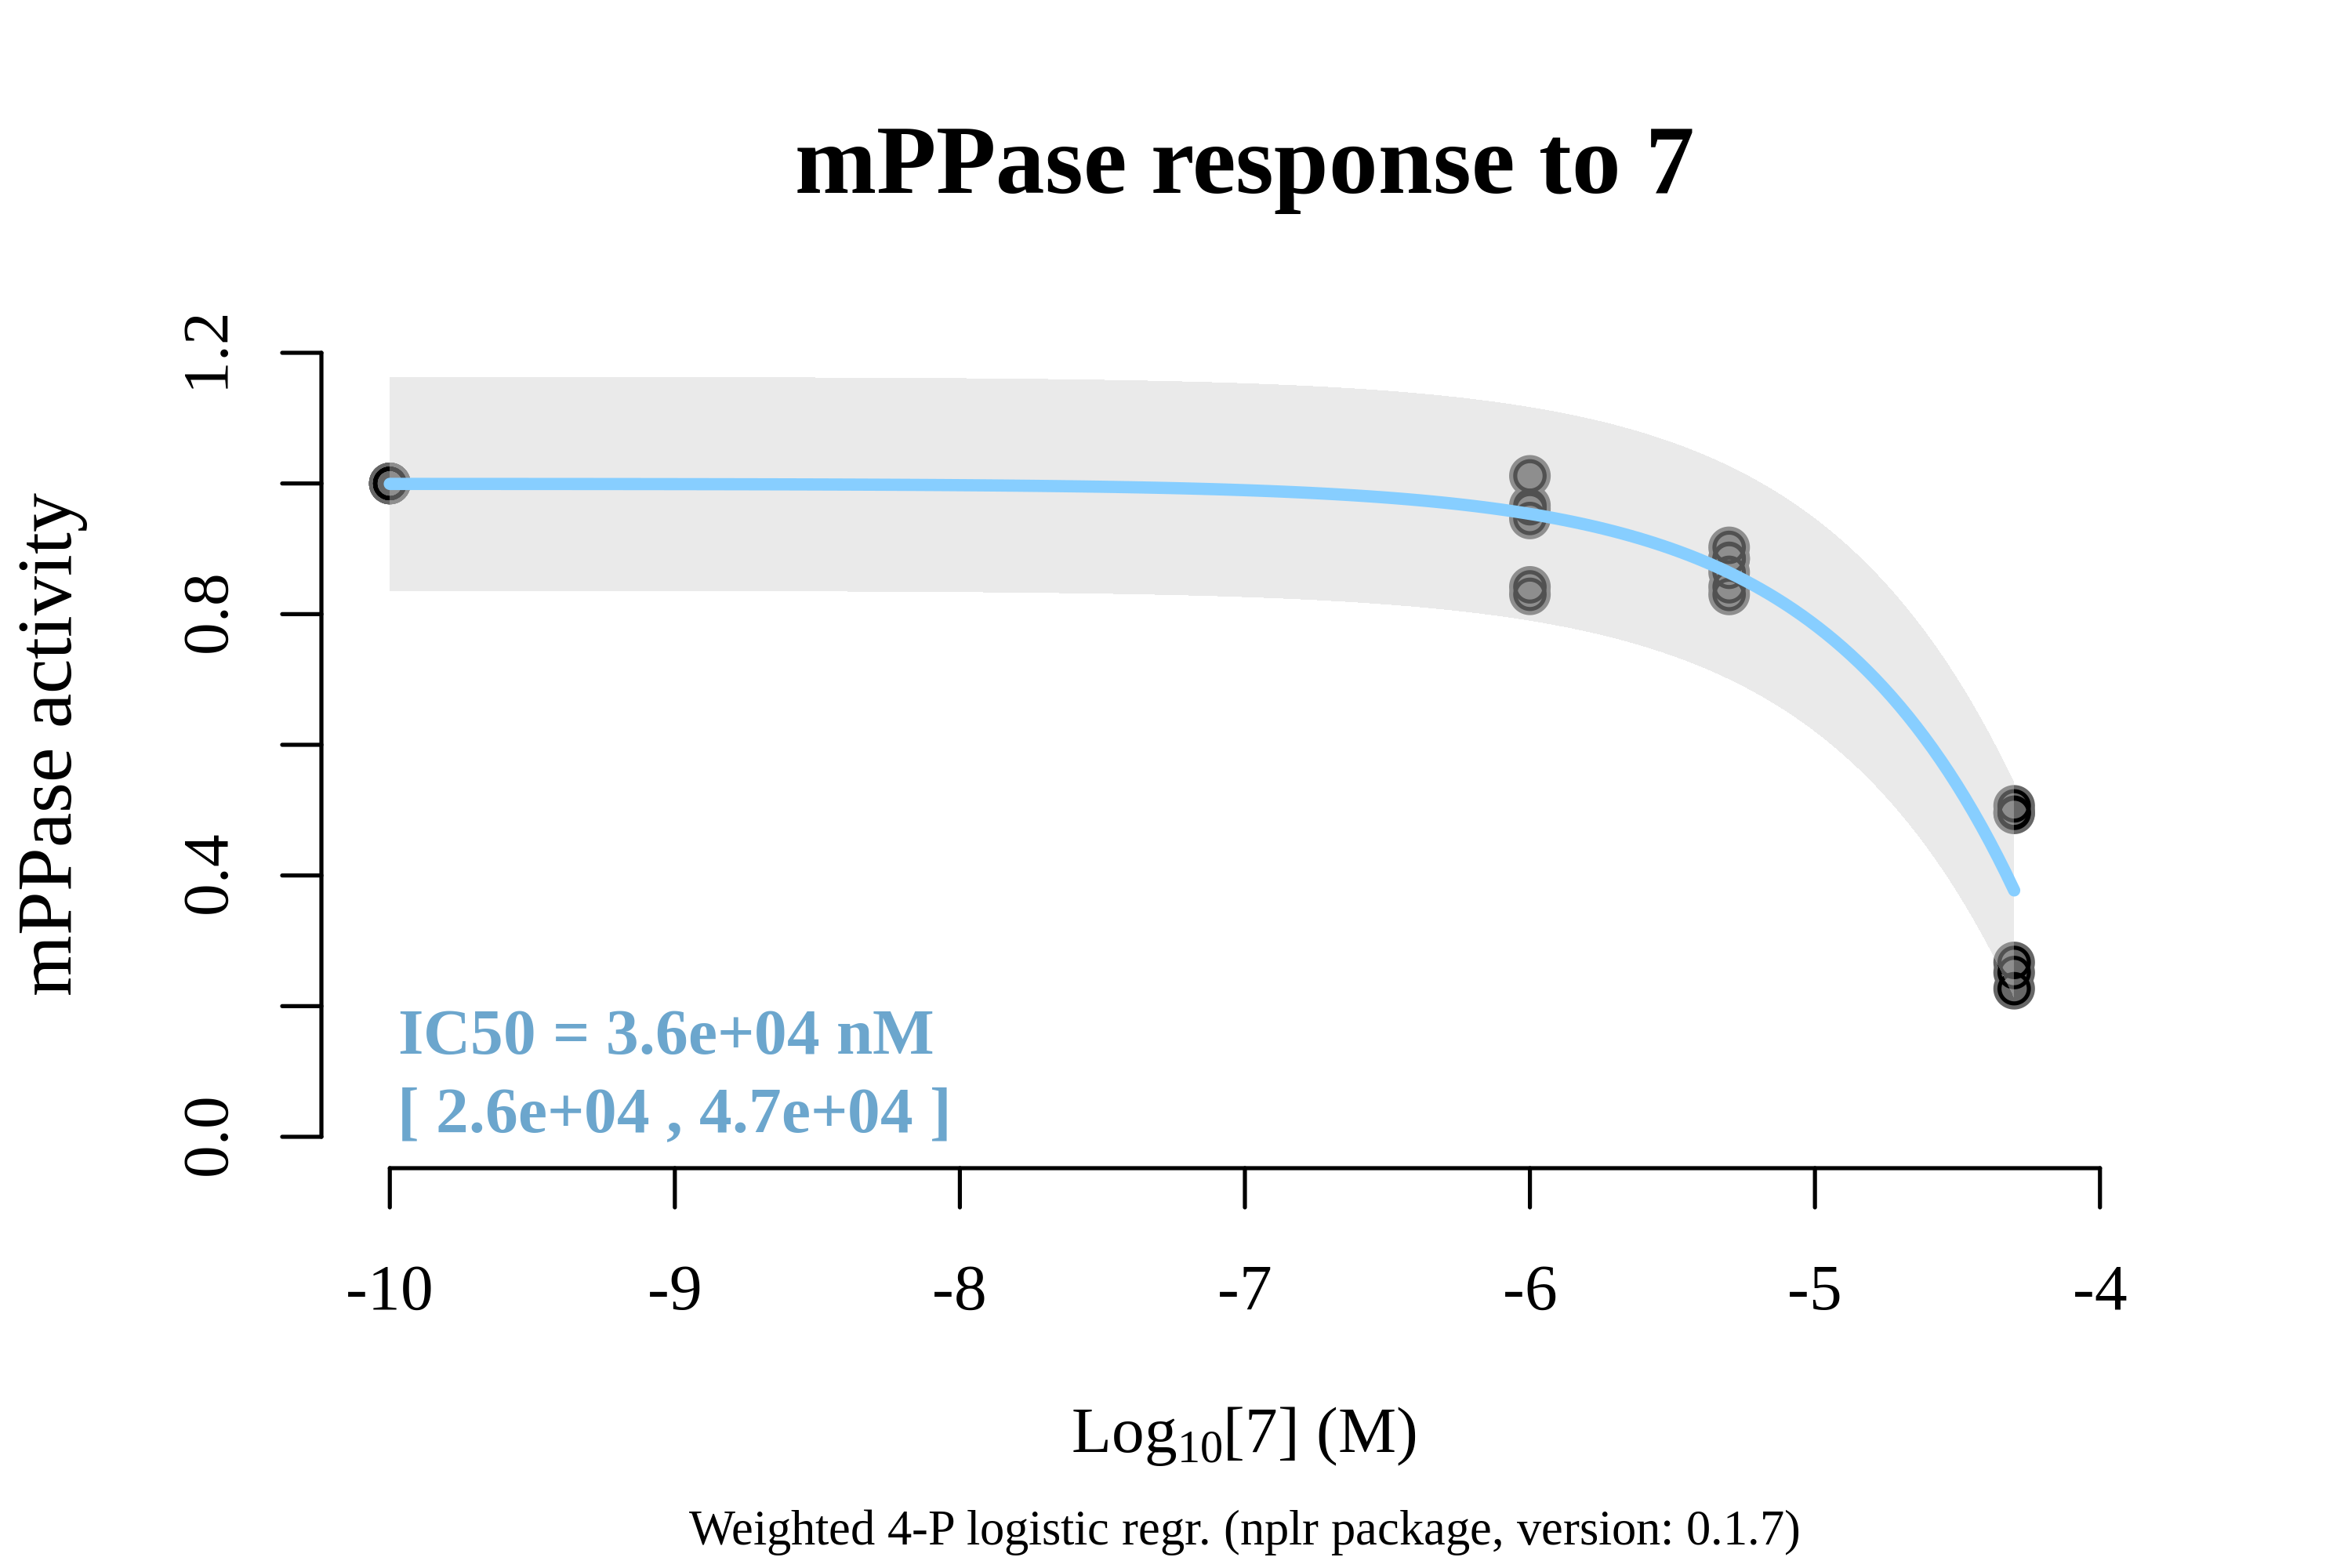 mPPase response to 7
mPPase activity
1.2
0.8
0.4
0.0
IC50 = 3.6e+04 nM
[ 2.6e+04 , 4.7e+04 ]
-10 -9 -8 -7 -6 -5 -4
Log10[7] (M)
Weighted 4-P logistic regr. (nplr package, version: 0.1.7)